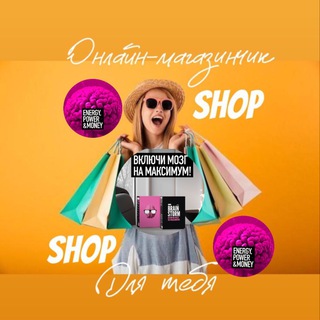 Онлайн-магазинчик
SHOP
ENERGY,
POWER
&MONEY
ВКЛЮЧИ МОЗГ
НА МАКСИМУМ!
BRAIN
STORM
SHOP
ENERGY,
POWER
&MONEY
Для тебя